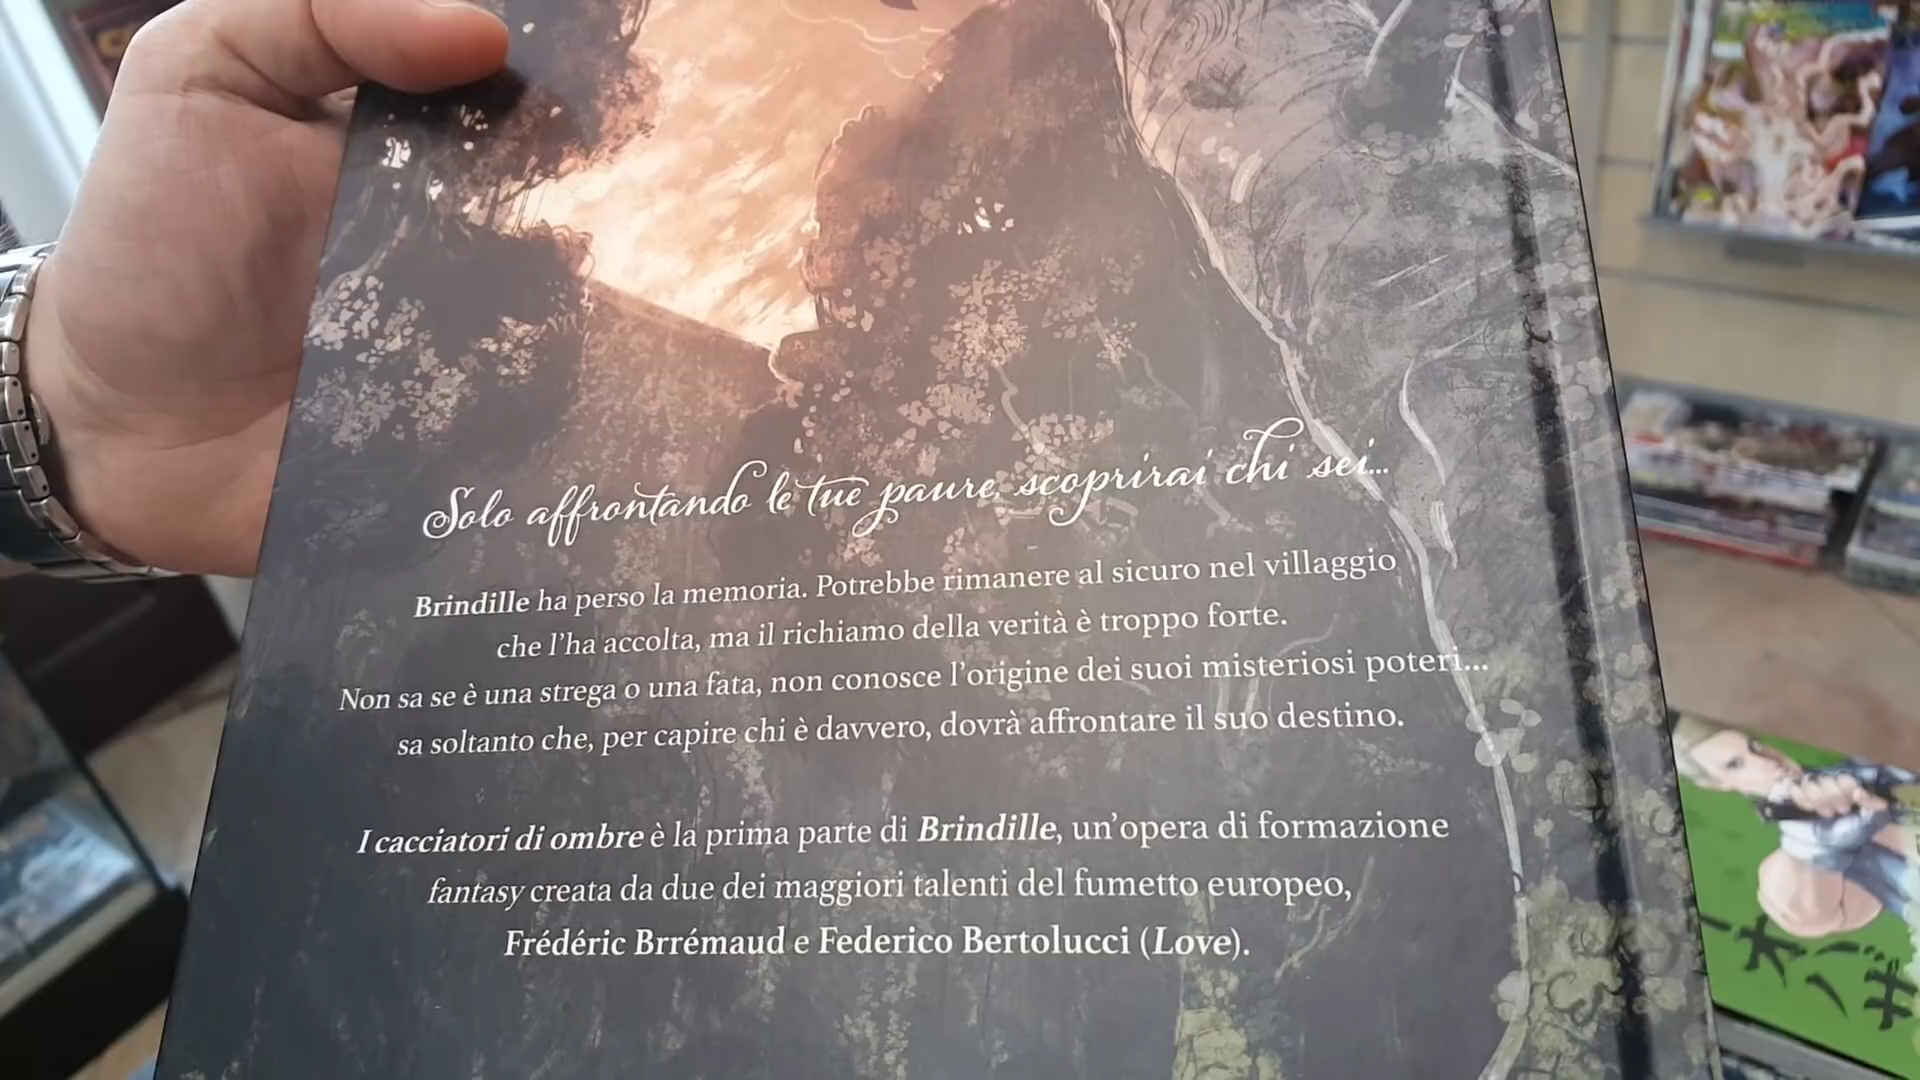 Solo affrontando le tue paure, scoprirai chi sei...
Brindille ha perso la memoria. Potrebbe rimanere al sicuro nel villaggio
che l'ha accolta, ma il richiamo della verità è troppo forte.
Non sa se è una strega o una fata, non conosce l'origine dei suoi misteriosi poteri...
sa soltanto che, per capire chi è davvero, dovrà affrontare il suo destino.
I cacciatori di ombre è la prima parte di Brindille, un'opera di formazione
fantasy creata da due dei maggiori talenti del fumetto europeo,
Frédéric Brrémaud e Federico Bertolucci (Love).